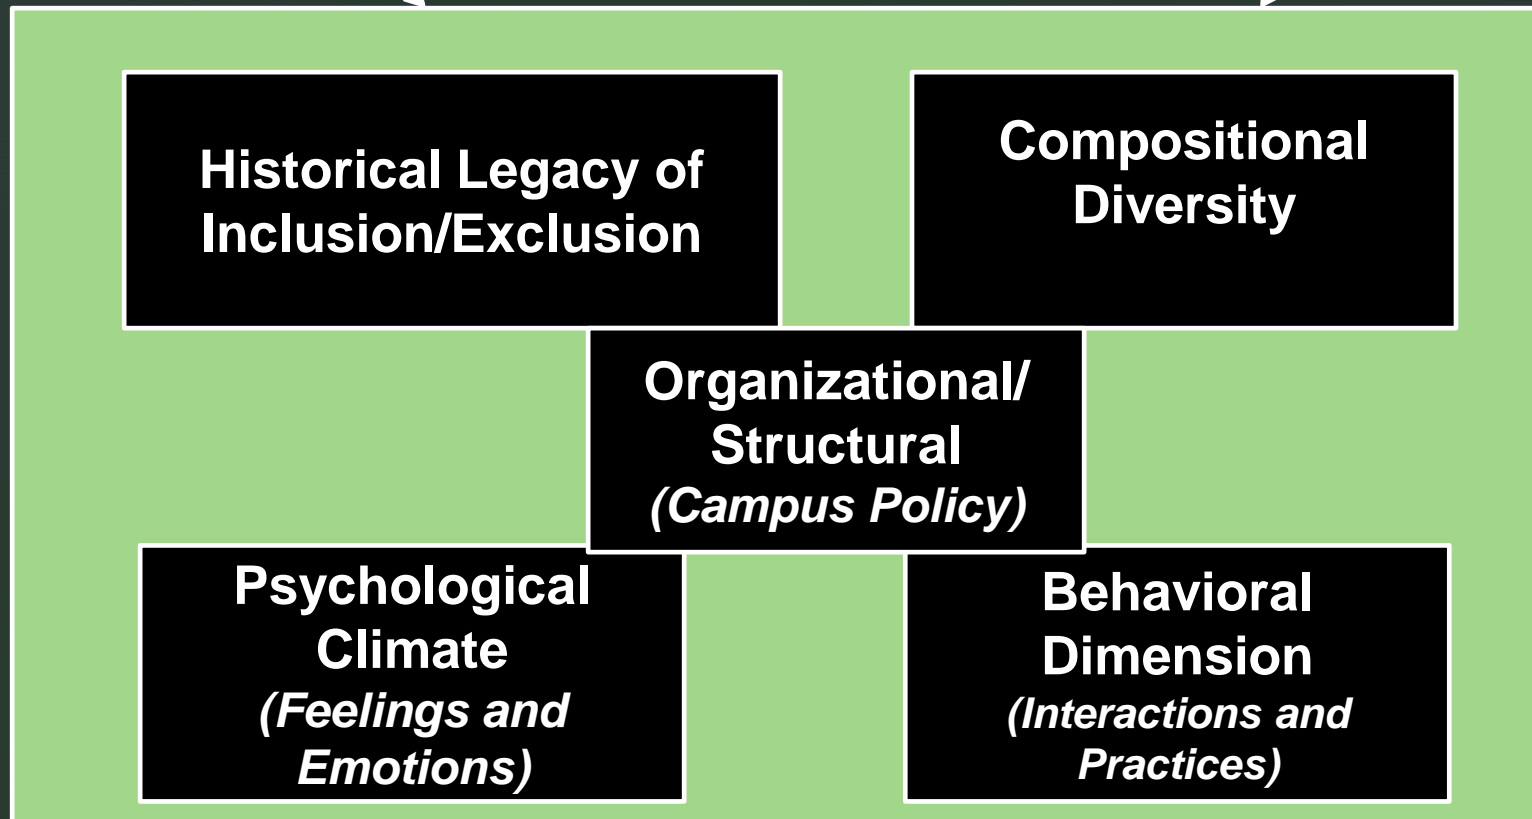 Historical Legacy of
Inclusion/Exclusion
Compositional
Diversity
Organizational/
Structural
(Campus Policy)
Psychological
Climate
(Feelings and
Emotions)
Behavioral
Dimension
(Interactions and
Practices)